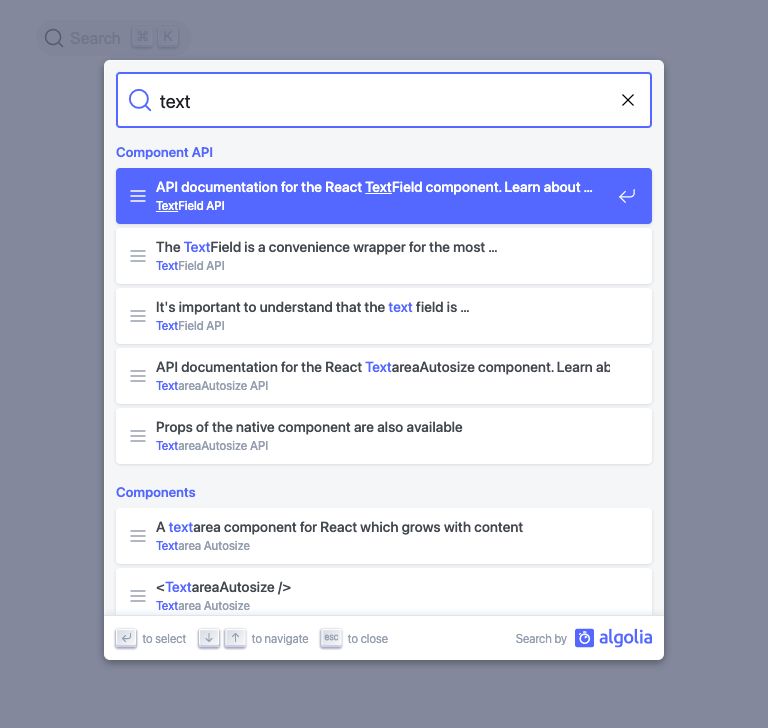 Search ⌘ K
text
Component API
API documentation for the React TextField component. Learn about ...
TextField API
The TextField is a convenience wrapper for the most ...
TextField API
It's important to understand that the text field is ...
TextField API
API documentation for the React TextareaAutosize component. Learn ab
TextareaAutosize API
Props of the native component are also available
TextareaAutosize API
Components
A textarea component for React which grows with content
Textarea Autosize
<TextareaAutosize />
Textarea Autosize
to select to navigate esc to close Search by algolia